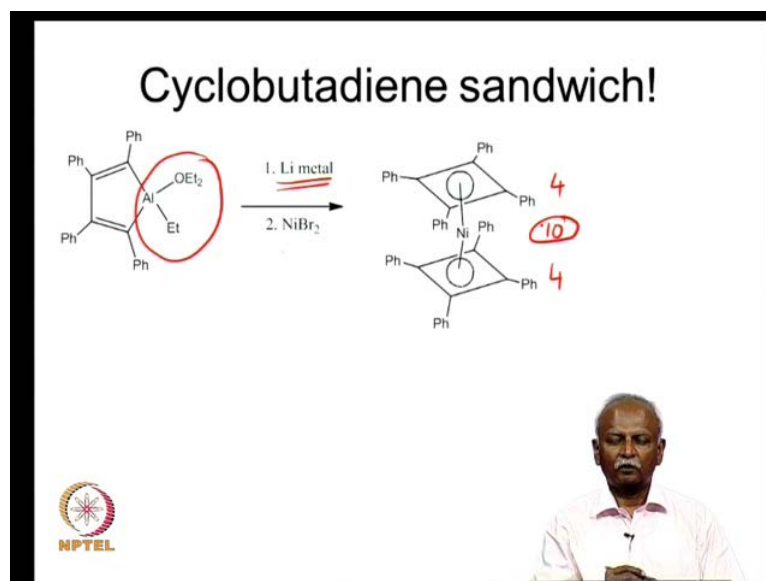 Cyclobutadiene sandwich!
Ph
Ph
Al
OEt2
Et
Ph
Ph
1. Li metal
2. NiBr2
Ph
Ph
Ph
Ph
4
Ni
10
Ph
Ph
Ph
Ph
4
NPTEL